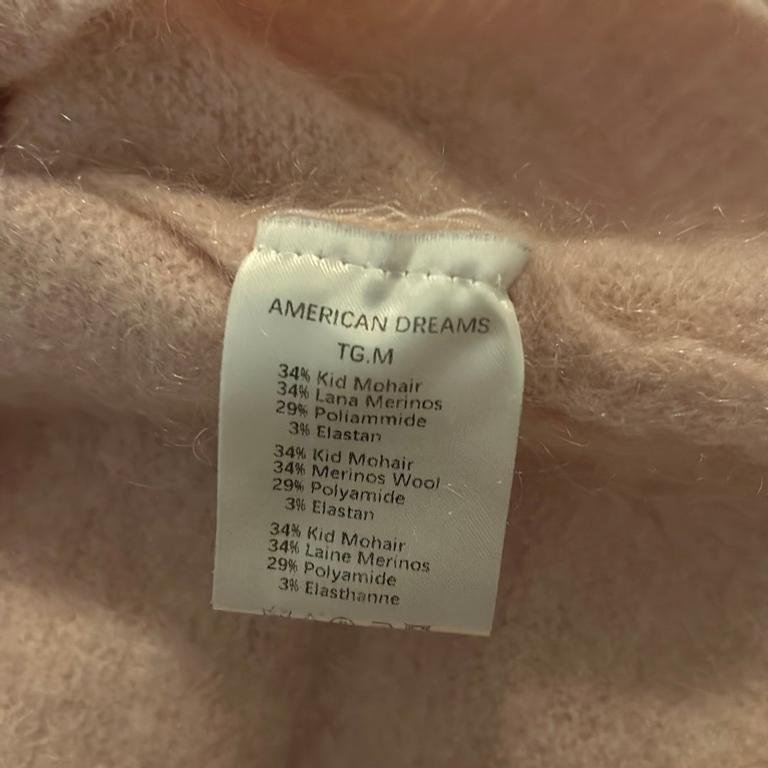 AMERICAN DREAMS
TG.M
34% Kid Mohair
34% Lana Merinos
29% Poliammide
3% Elastan
34% Kid Mohair
34% Merinos Wool
29% Polyamide
3% Elastan
34% Kid Mohair
34% Laine Merinos
29% Polyamide
3% Elasthanne